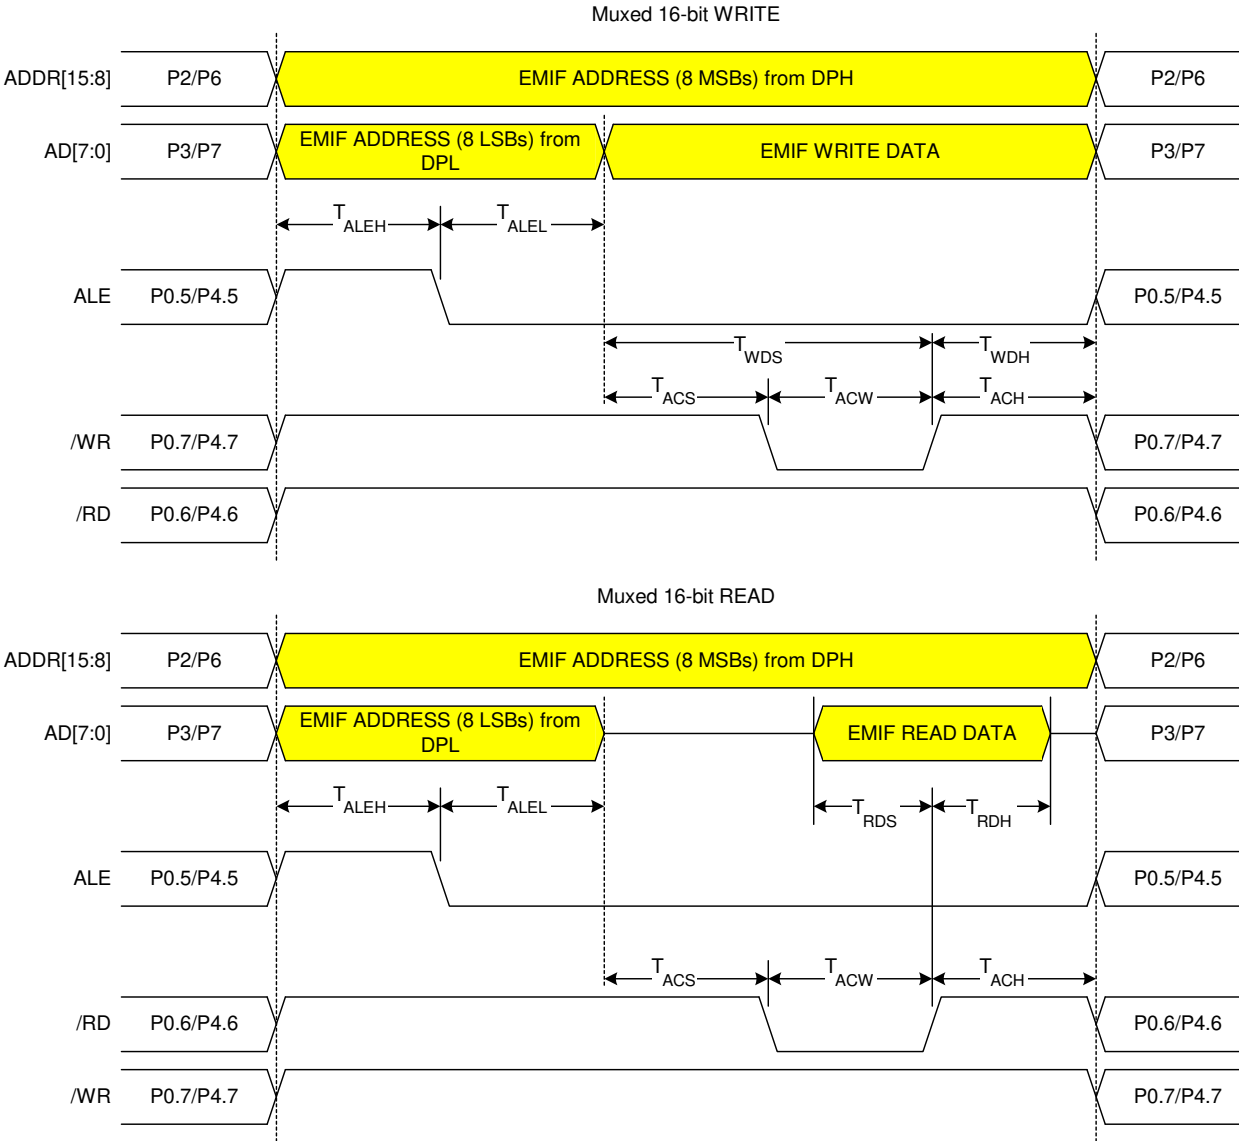 Muxed 16-bit WRITE
ADDR[15:8] P2/P6 EMIF ADDRESS (8 MSBs) from DPH P2/P6
AD[7:0] P3/P7 EMIF ADDRESS (8 LSBs) from
DPL EMIF WRITE DATA P3/P7
TALEH TALEL
ALE P0.5/P4.5 P0.5/P4.5
TWDS TWDH
TACS TACW TACH
/WR P0.7/P4.7 P0.7/P4.7
/RD P0.6/P4.6 P0.6/P4.6
Muxed 16-bit READ
ADDR[15:8] P2/P6 EMIF ADDRESS (8 MSBs) from DPH P2/P6
AD[7:0] P3/P7 EMIF ADDRESS (8 LSBs) from
DPL EMIF READ DATA P3/P7
TALEH TALEL TRDS TRDH
ALE P0.5/P4.5 P0.5/P4.5
TACS TACW TACH
/RD P0.6/P4.6 P0.6/P4.6
/WR P0.7/P4.7 P0.7/P4.7